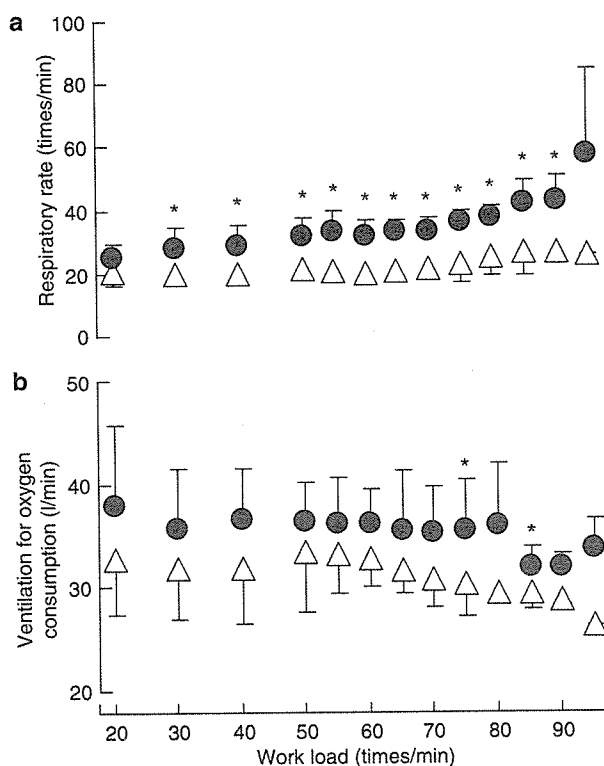 a
Respiratory rate (times/min)
100
80
60
40
20
0
* * * * * * * * * * *
b
Ventilation for oxygen
consumption (l/min)
50
40
30
20
* *
20 30 40 50 60 70 80 90
Work load (times/min)